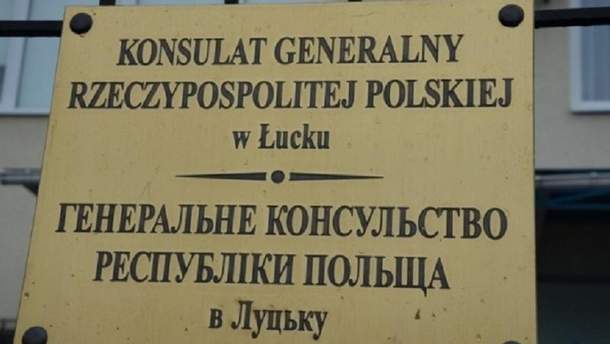 KONSULAT GENERALNY
RZECZYPOSPOLITEJ POLSKIEJ
w Łucku
ГЕНЕРАЛЬНЕ КОНСУЛЬСТВО
РЕСПУБЛІКИ ПОЛЬЩА
в Луцьку